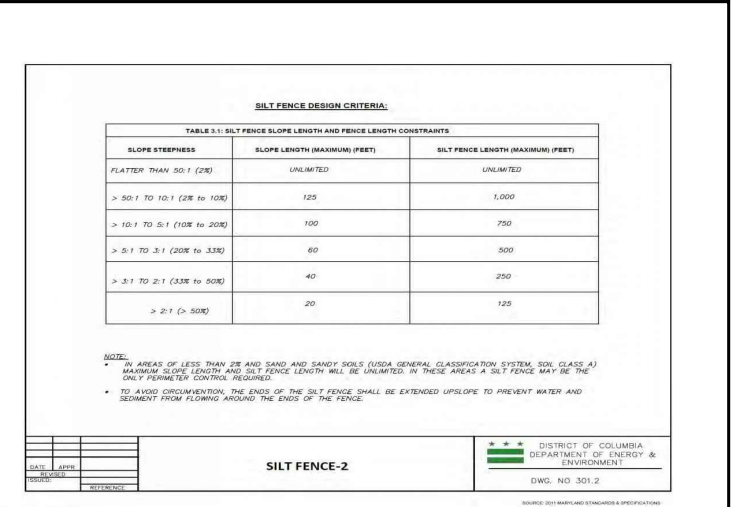 SILT FENCE DESIGN CRITERIA:
TABLE 3.1: SILT FENCE SLOPE LENGTH AND FENCE LENGTH CONSTRAINTS
SLOPE STEEPNESS SLOPE LENGTH (MAXIMUM) (FEET) SILT FENCE LENGTH (MAXIMUM) (FEET)
FLATTER THAN 50:1 (2%) UNLIMITED UNLIMITED
> 50:1 TO 10:1 (2% to 10%) 125 1,000
> 10:1 TO 5:1 (10% to 20%) 100 750
> 5:1 TO 3:1 (20% to 33%) 60 500
> 3:1 TO 2:1 (33% to 50%) 40 250
> 2:1 (> 50%) 20 125
NOTE:
• IN AREAS OF LESS THAN 2% AND SAND AND SANDY SOILS (USDA GENERAL CLASSIFICATION SYSTEM, SOIL CLASS A)
MAXIMUM SLOPE LENGTH AND SILT FENCE LENGTH WILL BE UNLIMITED. IN THESE AREAS A SILT FENCE MAY BE THE
ONLY PERIMETER CONTROL REQUIRED.
• TO AVOID CIRCUMVENTION, THE ENDS OF THE SILT FENCE SHALL BE EXTENDED UPSLOPE TO PREVENT WATER AND
SEDIMENT FROM FLOWING AROUND THE ENDS OF THE FENCE.
DATE APPR
REVISED
ISSUED:
REFERENCE
SILT FENCE-2
DISTRICT OF COLUMBIA
DEPARTMENT OF ENERGY &
ENVIRONMENT
DWG. NO 301.2
SOURCE: 2011 MARYLAND STANDARDS & SPECIFICATIONS